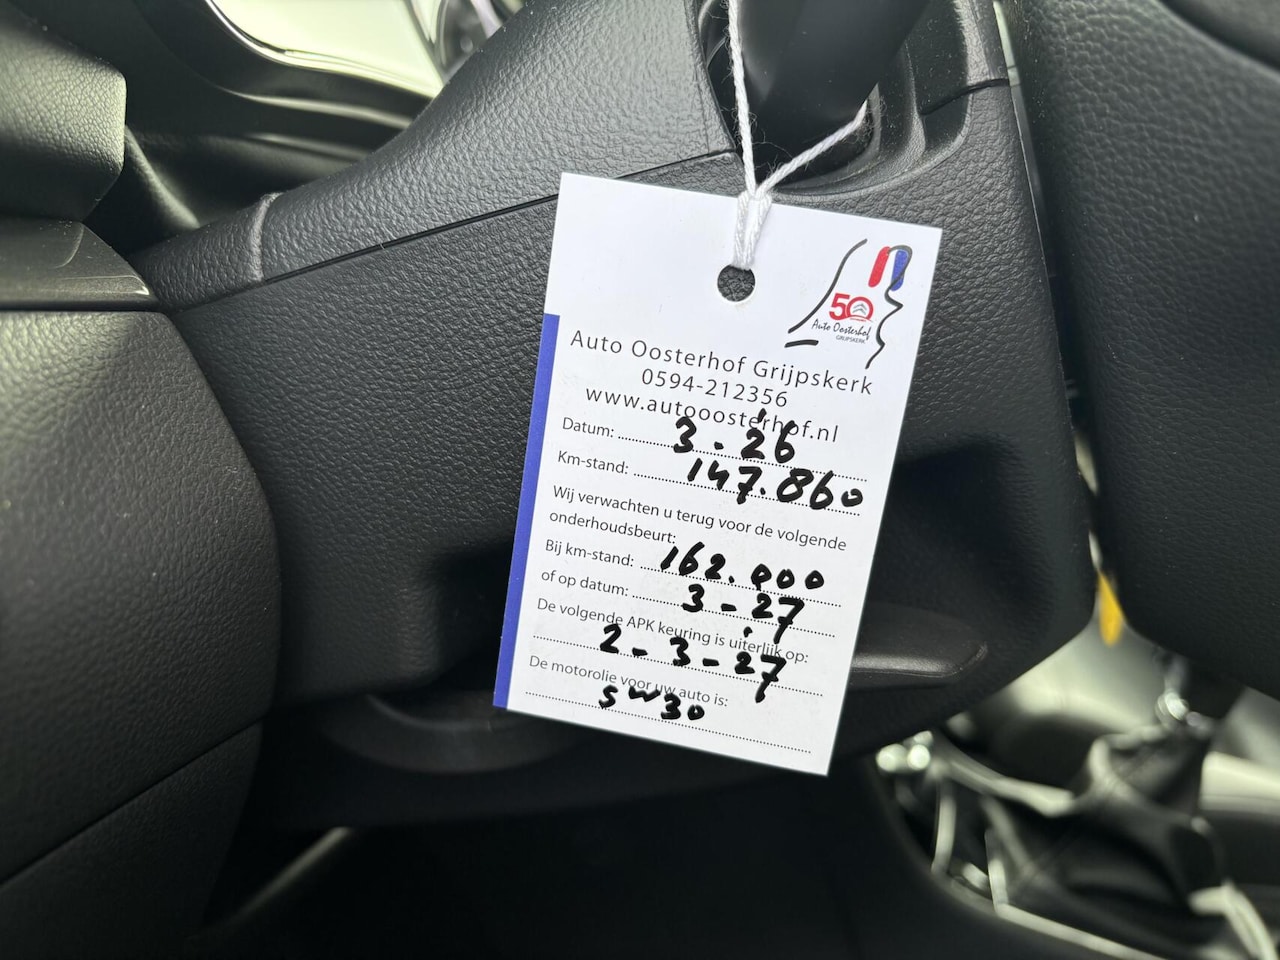 50
Auto Oosterhof
GRIJPSKERK
Auto Oosterhof Grijpskerk
0594-212356
www.autooosterhof.nl
Datum: 3 - '26
Km-stand: 147.860
Wij verwachten u terug voor de volgende
onderhoudsbeurt:
Bij km-stand: 162.000
of op datum: 3 - '27
De volgende APK keuring is uiterlijk op:
2 - 3 - '27
De motorolie voor uw auto is:
5W30